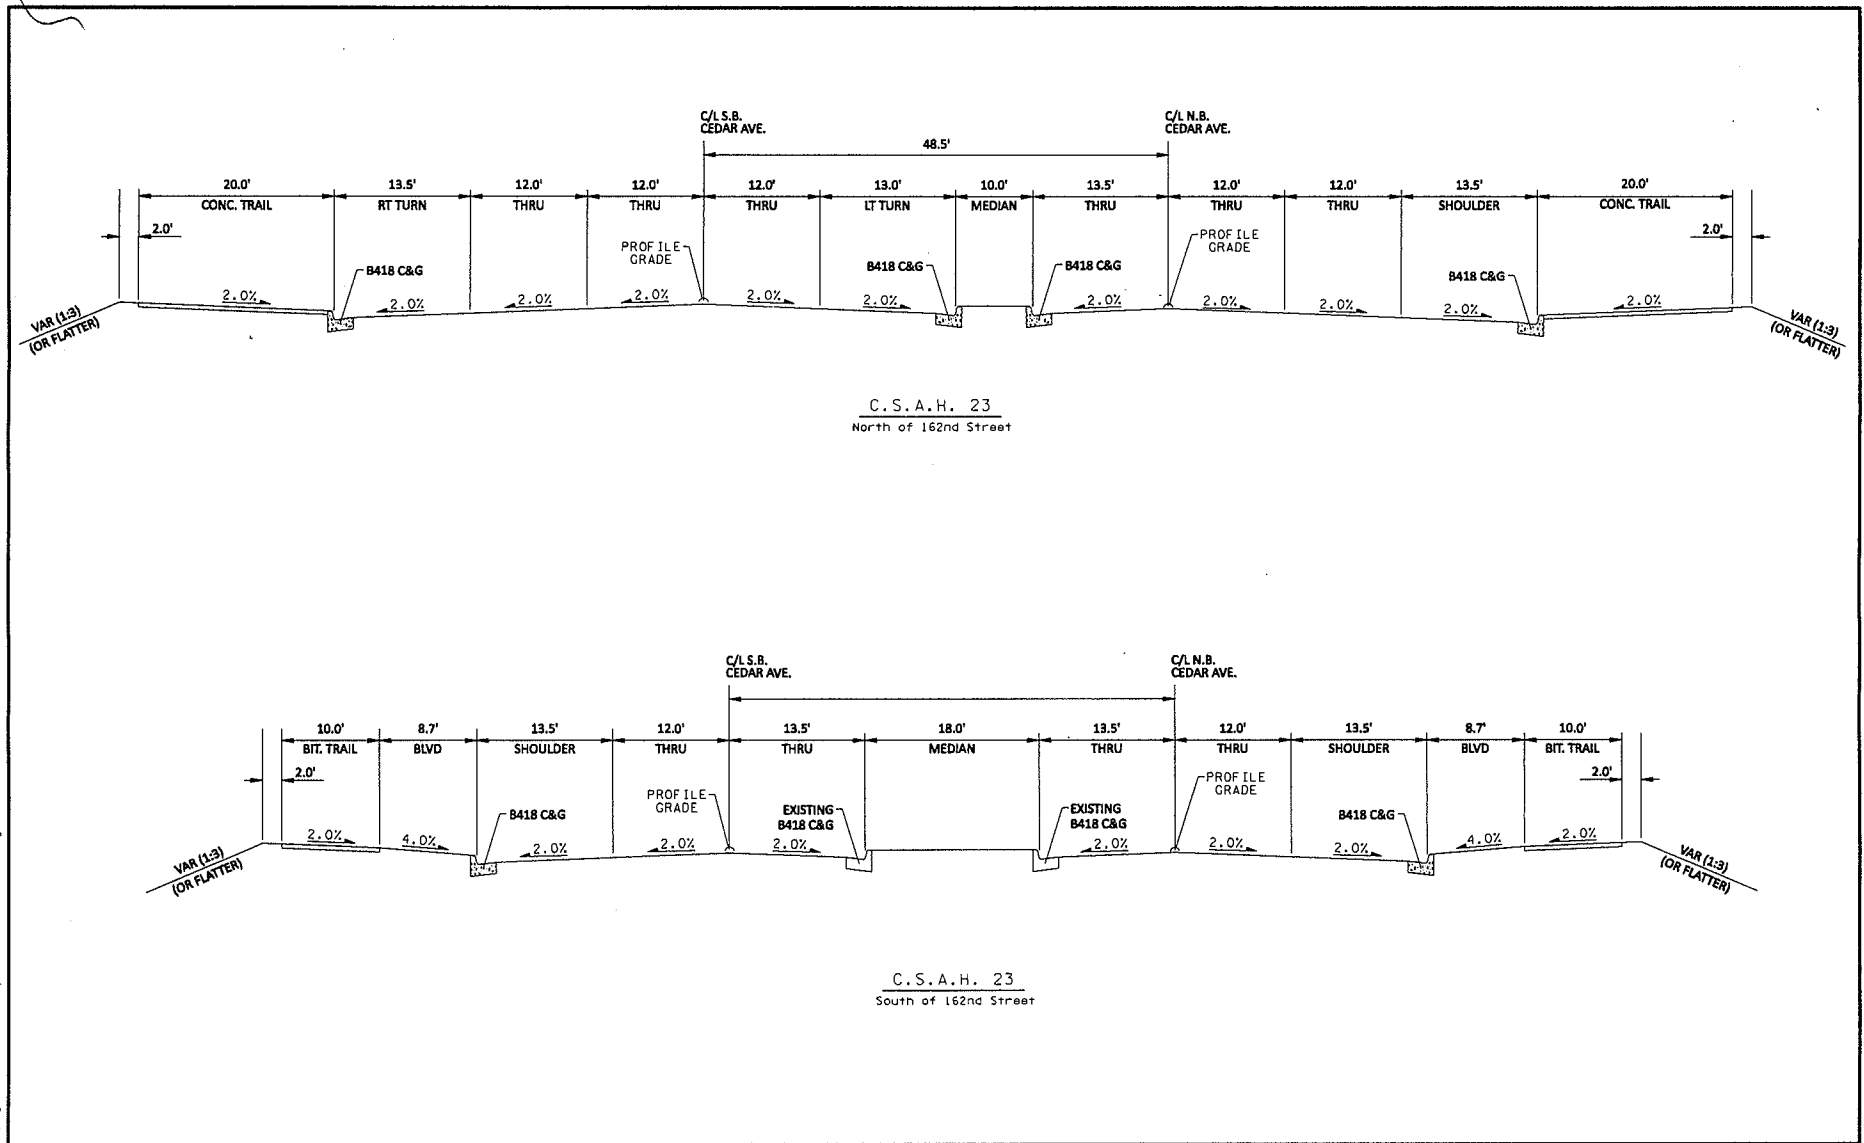 C/L S.B.
CEDAR AVE.
C/L N.B.
CEDAR AVE.
48.5'
20.0' 13.5' 12.0' 12.0' 12.0' 13.0' 10.0' 13.5' 12.0' 12.0' 13.5' 20.0'
CONC. TRAIL RT TURN THRU THRU THRU LT TURN MEDIAN THRU THRU THRU SHOULDER CONC. TRAIL
2.0' 2.0'
PROFILE
GRADE
PROFILE
GRADE
B418 C&G B418 C&G B418 C&G B418 C&G
2.0% 2.0% 2.0% 2.0% 2.0% 2.0% 2.0% 2.0% 2.0% 2.0% 2.0%
VAR (1:3)
(OR FLATTER)
VAR (1:3)
(OR FLATTER)
C.S.A.H. 23
North of 162nd Street
C/L S.B.
CEDAR AVE.
C/L N.B.
CEDAR AVE.
10.0' 8.7' 13.5' 12.0' 13.5' 18.0' 13.5' 12.0' 13.5' 8.7' 10.0'
BIT. TRAIL BLVD SHOULDER THRU THRU MEDIAN THRU THRU SHOULDER BLVD BIT. TRAIL
2.0' 2.0'
PROFILE
GRADE
PROFILE
GRADE
B418 C&G
EXISTING
B418 C&G
EXISTING
B418 C&G
B418 C&G
2.0% 4.0% 2.0% 2.0% 2.0% 2.0% 2.0% 2.0% 4.0% 2.0%
VAR (1:3)
(OR FLATTER)
VAR (1:3)
(OR FLATTER)
C.S.A.H. 23
South of 162nd Street